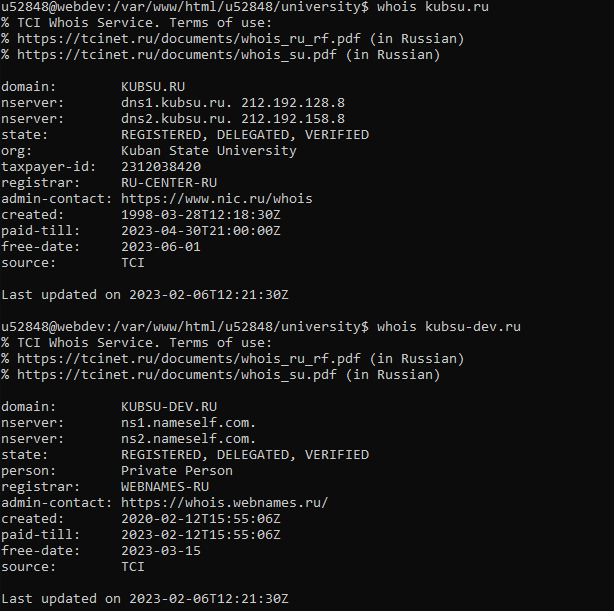 u52848@webdev:/var/www/html/u52848/university$ whois kubsu.ru
% TCI Whois Service. Terms of use:
% https://tcinet.ru/documents/whois_ru_rf.pdf (in Russian)
% https://tcinet.ru/documents/whois_su.pdf (in Russian)

domain:        KUBSU.RU
nserver:       dns1.kubsu.ru. 212.192.128.8
nserver:       dns2.kubsu.ru. 212.192.158.8
state:         REGISTERED, DELEGATED, VERIFIED
org:           Kuban State University
taxpayer-id:   2312038420
registrar:     RU-CENTER-RU
admin-contact: https://www.nic.ru/whois
created:       1998-03-28T12:18:30Z
paid-till:     2023-04-30T21:00:00Z
free-date:     2023-06-01
source:        TCI

Last updated on 2023-02-06T12:21:30Z

u52848@webdev:/var/www/html/u52848/university$ whois kubsu-dev.ru
% TCI Whois Service. Terms of use:
% https://tcinet.ru/documents/whois_ru_rf.pdf (in Russian)
% https://tcinet.ru/documents/whois_su.pdf (in Russian)

domain:        KUBSU-DEV.RU
nserver:       ns1.nameself.com.
nserver:       ns2.nameself.com.
state:         REGISTERED, DELEGATED, VERIFIED
person:        Private Person
registrar:     WEBNAMES-RU
admin-contact: https://whois.webnames.ru/
created:       2020-02-12T15:55:06Z
paid-till:     2023-02-12T15:55:06Z
free-date:     2023-03-15
source:        TCI

Last updated on 2023-02-06T12:21:30Z